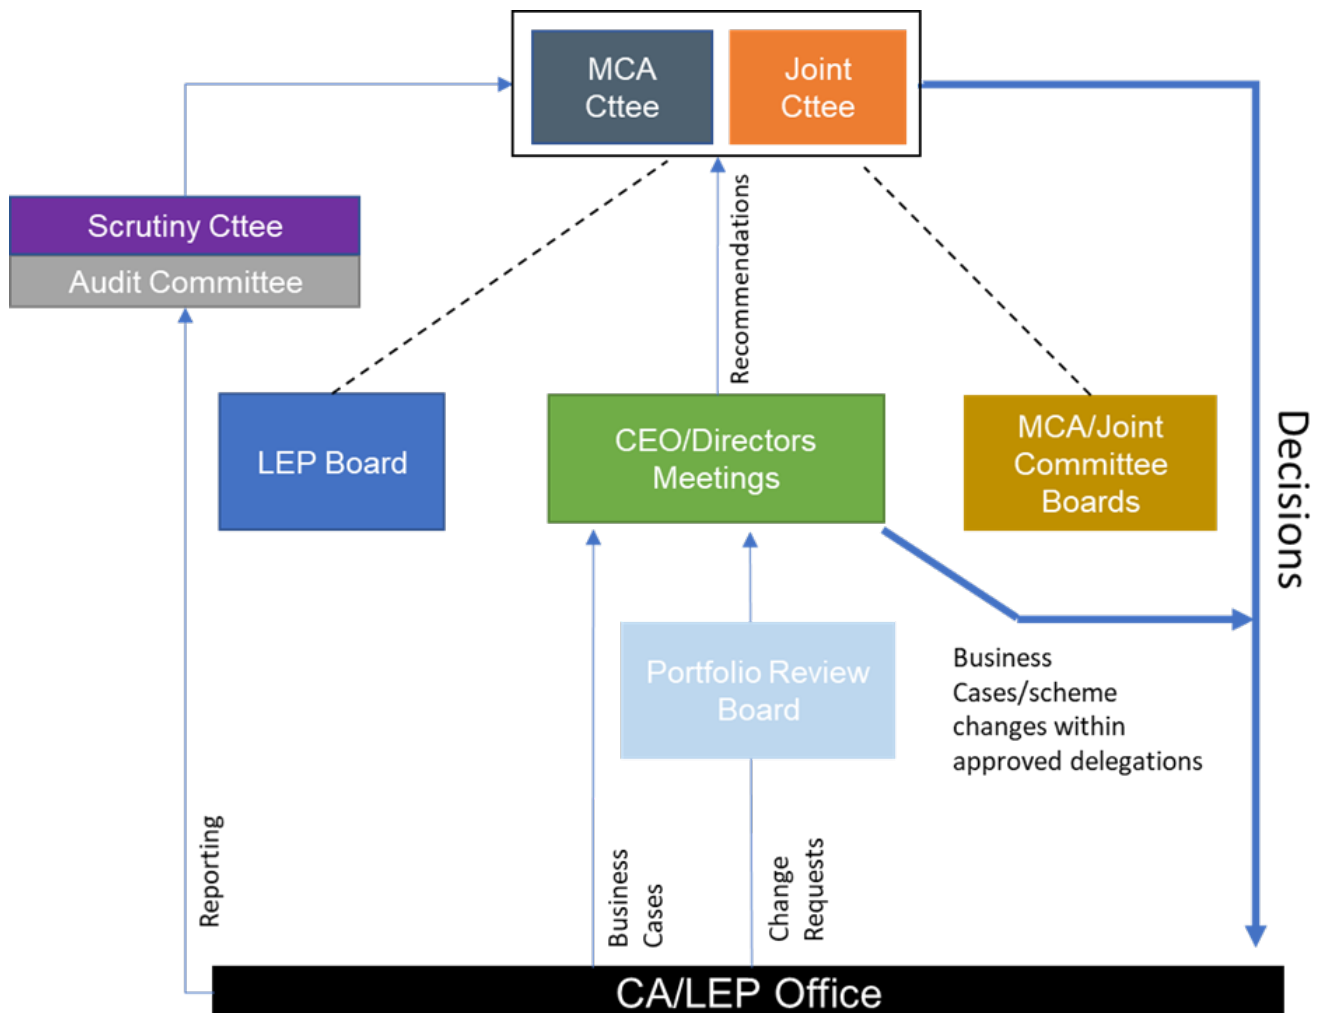 MCA
Cttee
Joint
Cttee
Scrutiny Cttee
Audit Committee
Recommendations
LEP Board
CEO/Directors
Meetings
MCA/Joint
Committee
Boards
Decisions
Portfolio Review
Board
Business
Cases/scheme
changes within
approved delegations
Reporting
Business
Cases
Change
Requests
CA/LEP Office